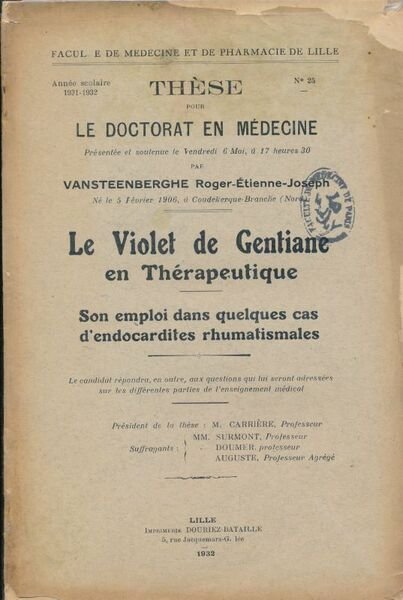 FACUL E DE MEDECINE ET DE PHARMACIE DE LILLE
Année scolaire
1931-1932
THÈSE
N° 25
POUR
LE DOCTORAT EN MÉDECINE
Présentée et soutenue le Vendredi 6 Mai, à 17 heures 30
PAR
VANSTEENBERGHE Roger-Étienne-Joseph
Né le 5 Février 1906, à Coudekerque-Branche (Nord)
FACULTÉ DE MÉDECINE DE PARIS
Le Violet de Gentiane
en Thérapeutique
Son emploi dans quelques cas
d'endocardites rhumatismales
Le candidat répondra, en outre, aux questions qui lui seront adressées
sur les différentes parties de l'enseignement médical
Président de la thèse : M. CARRIÈRE, Professeur
Suffragants :
MM. SURMONT, Professeur
DOUMER, professeur
AUGUSTE, Professeur Agrégé
LILLE
IMPRIMERIE DOURIEZ-BATAILLE
5, rue Jacquemars-G. lée
1932